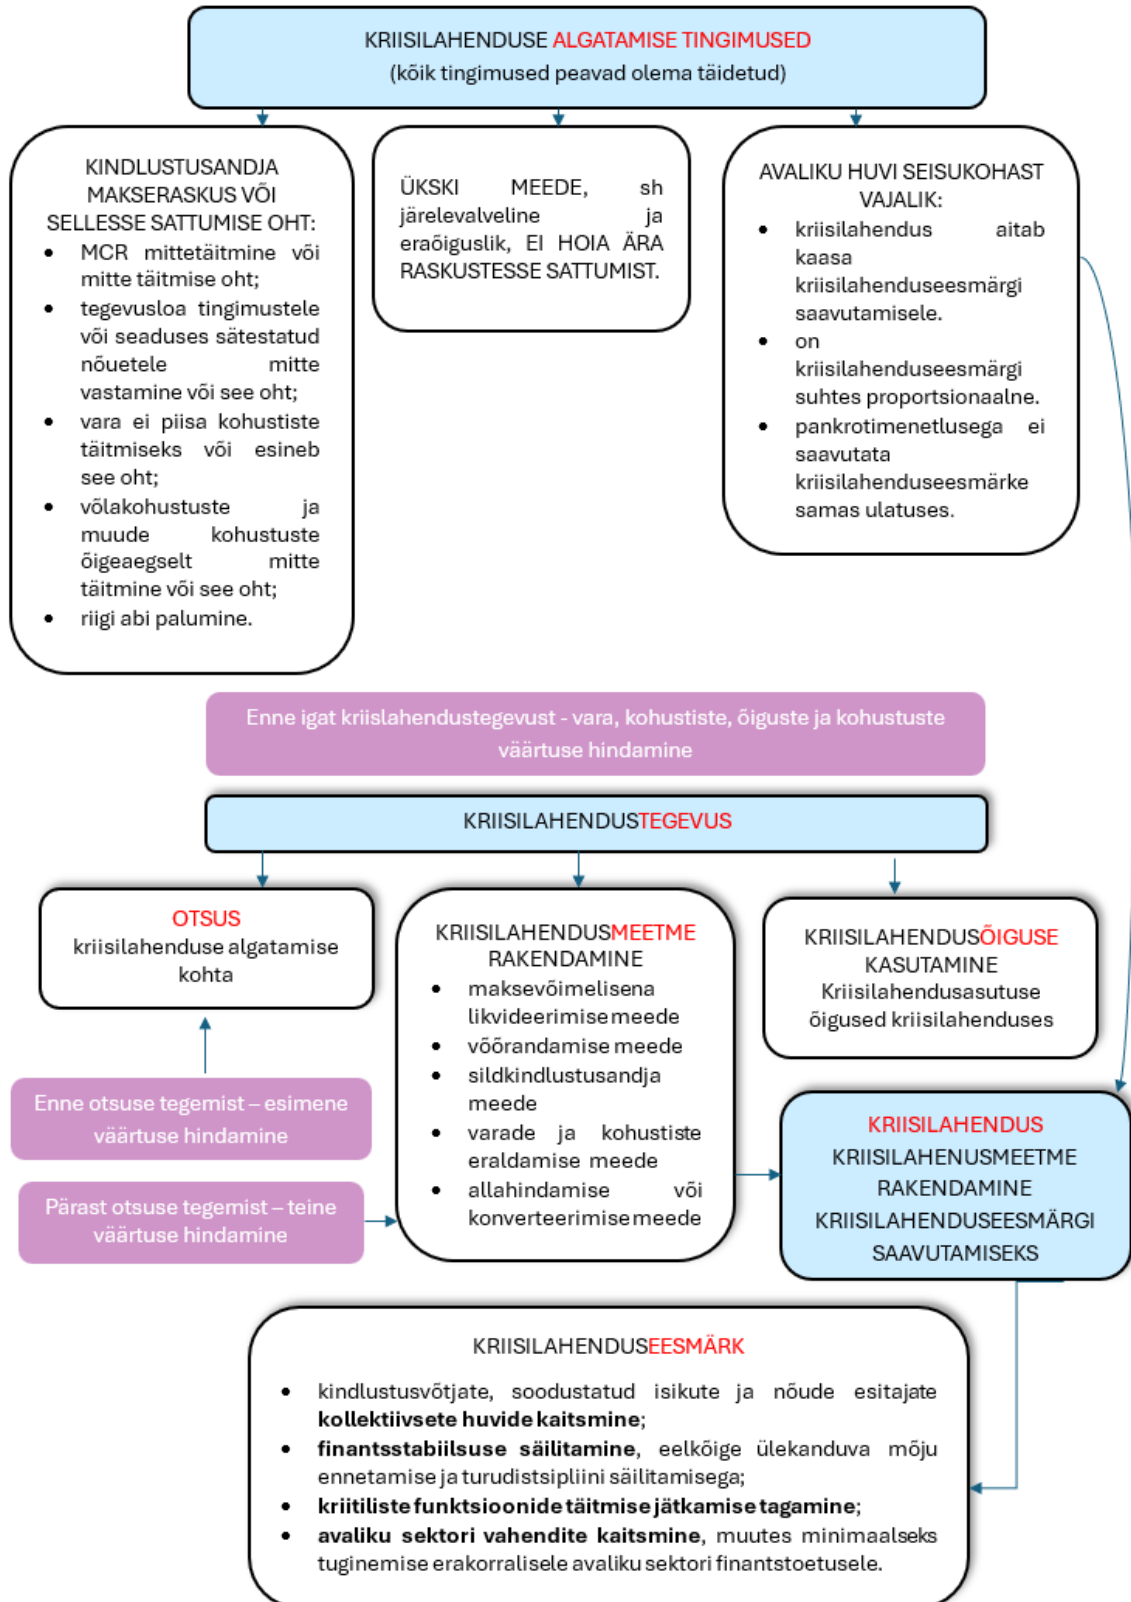 KRIISILAHENDUSE ALGATAMISE TINGIMUSED
(kõik tingimused peavad olema täidetud)
KINDLUSTUSANDJA
MAKSERASKUS VÕI
SELLESSE SATTUMISE OHT:
• MCR mittetäitmine või
mitte täitmise oht;
• tegevusloa tingimustele
või seaduses sätestatud
nõuetele mitte
vastamine või see oht;
• vara ei piisa kohustiste
täitmiseks või esineb
see oht;
• võlakohustuste ja
muude kohustuste
õigeaegselt mitte
täitmine või see oht;
• riigi abi palumine.
ÜKSKI MEEDE, sh
järelevalveline ja
eraõiguslik, EI HOIA ÄRA
RASKUSTESSE SATTUMIST.
AVALIKU HUVI SEISUKOHAST
VAJALIK:
• kriisilahendus aitab
kaasa
kriisilahenduseesmärgi
saavutamisele.
• on
kriisilahenduseesmärgi
suhtes proportsionaalne.
• pankrotimenetlusega ei
saavutata
kriisilahenduseesmärke
samas ulatuses.
Enne igat kriislahendustegevust - vara, kohustiste, õiguste ja kohustuste
väärtuse hindamine
KRIISILAHENDUSTEGEVUS
OTSUS
kriisilahenduse algatamise
kohta
Enne otsuse tegemist – esimene
väärtuse hindamine
Pärast otsuse tegemist – teine
väärtuse hindamine
KRIISILAHENDUSMEETME
RAKENDAMINE
• maksevõimelisena
likvideerimise meede
• võõrandamise meede
• sildkindlustusandja
meede
• varade ja kohustiste
eraldamise meede
• allahindamise või
konverteerimise meede
KRIISILAHENDUSÕIGUSE
KASUTAMINE
Kriisilahendusasutuse
õigused kriisilahenduses
KRIISILAHENDUS
KRIISILAHENUSMEETME
RAKENDAMINE
KRIISILAHENDUSEESMÄRGI
SAAVUTAMISEKS
KRIISILAHENDUSEESMÄRK
• kindlustusvõtjate, soodustatud isikute ja nõude esitajate
kollektiivsete huvide kaitsmine;
• finantsstabiilsuse säilitamine, eelkõige ülekanduva mõju
ennetamise ja turudistsipliini säilitamisega;
• kriitiliste funktsioonide täitmise jätkamise tagamine;
• avaliku sektori vahendite kaitsmine, muutes minimaalseks
tuginemise erakorralisele avaliku sektori finantstoetusele.